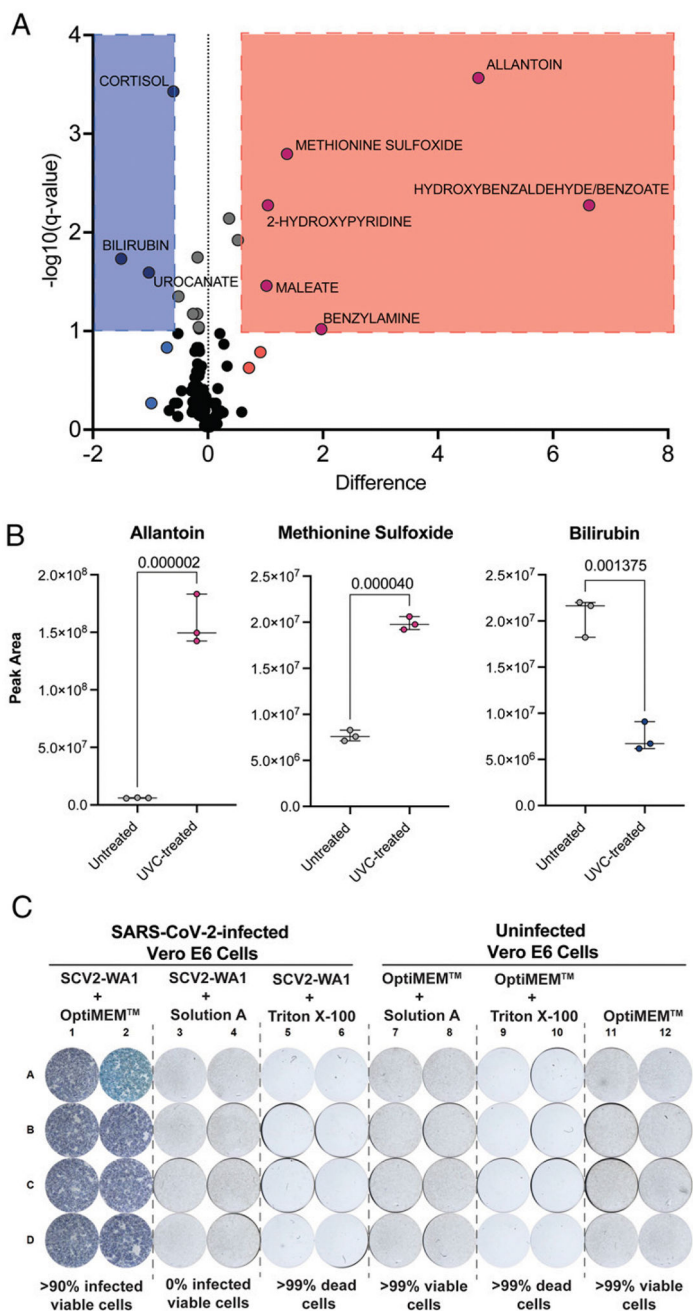 A
4
3
2
1
0
-log10(q-value)
CORTISOL
ALLANTOIN
METHIONINE SULFOXIDE
HYDROXYBENZALDEHYDE/BENZOATE
2-HYDROXYPYRIDINE
BILIRUBIN
UROCANATE
MALEATE
BENZYLAMINE
-2 0 2 4 6 8
Difference
B
Allantoin
0.000002
2.0×10⁸
1.5×10⁸
1.0×10⁸
5.0×10⁷
0.0
Peak Area
Untreated
UVC-treated
Methionine Sulfoxide
0.000040
2.5×10⁷
2.0×10⁷
1.5×10⁷
1.0×10⁷
5.0×10⁶
0.0
Untreated
UVC-treated
Bilirubin
0.001375
2.5×10⁷
2.0×10⁷
1.5×10⁷
1.0×10⁷
5.0×10⁶
0.0
Untreated
UVC-treated
C
SARS-CoV-2-infected
Vero E6 Cells
Uninfected
Vero E6 Cells
SCV2-WA1
+
OptiMEM™
SCV2-WA1
+
Solution A
SCV2-WA1
+
Triton X-100
OptiMEM™
+
Solution A
OptiMEM™
+
Triton X-100
OptiMEM™
1 2 3 4 5 6 7 8 9 10 11 12
A
B
C
D
>90% infected
viable cells
0% infected
viable cells
>99% dead
cells
>99% viable
cells
>99% dead
cells
>99% viable
cells